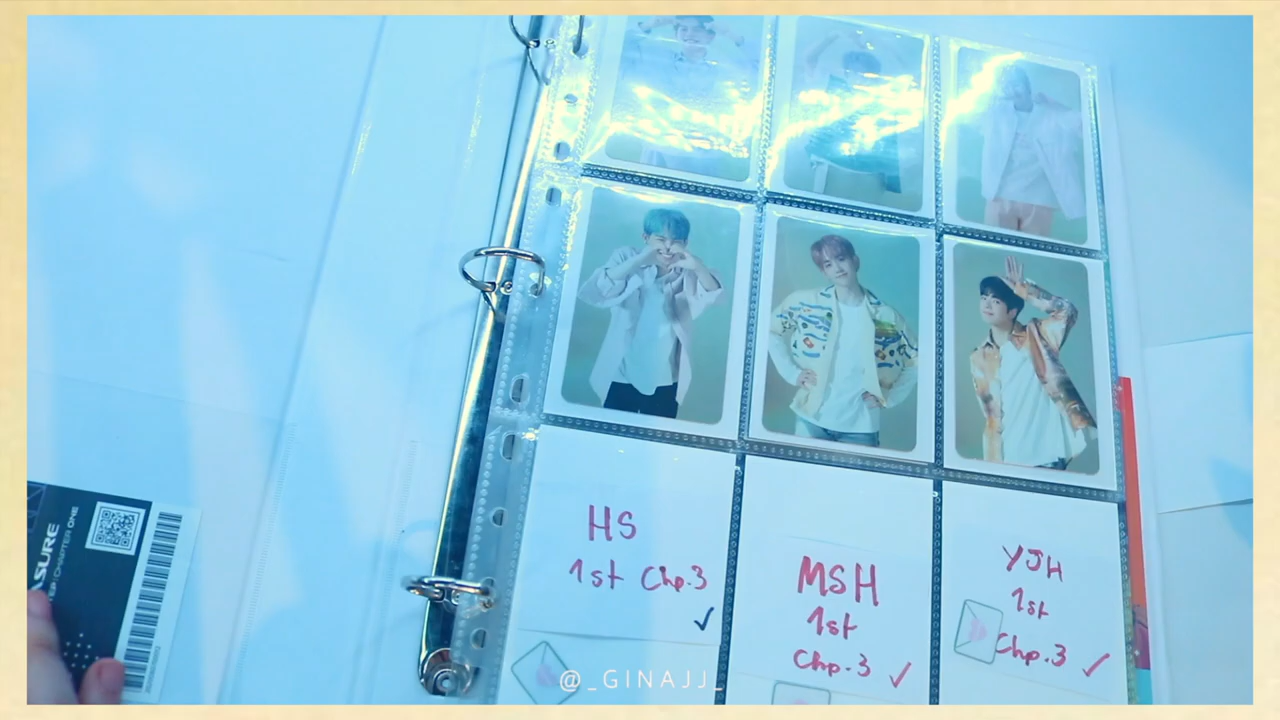 HS
1st Chp.3
✓
MSH
1st
Chp.3 ✓
YJH
1st
Chp.3 ✓
ASURE
CHAPTER ONE
@_GINAJJ_